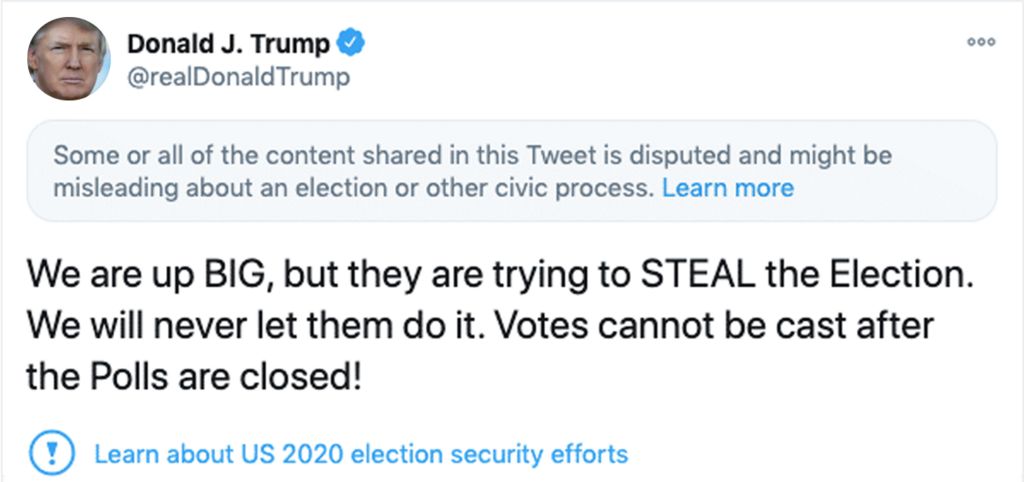 Donald J. Trump
@realDonaldTrump
Some or all of the content shared in this Tweet is disputed and might be
misleading about an election or other civic process. Learn more
We are up BIG, but they are trying to STEAL the Election.
We will never let them do it. Votes cannot be cast after
the Polls are closed!
Learn about US 2020 election security efforts